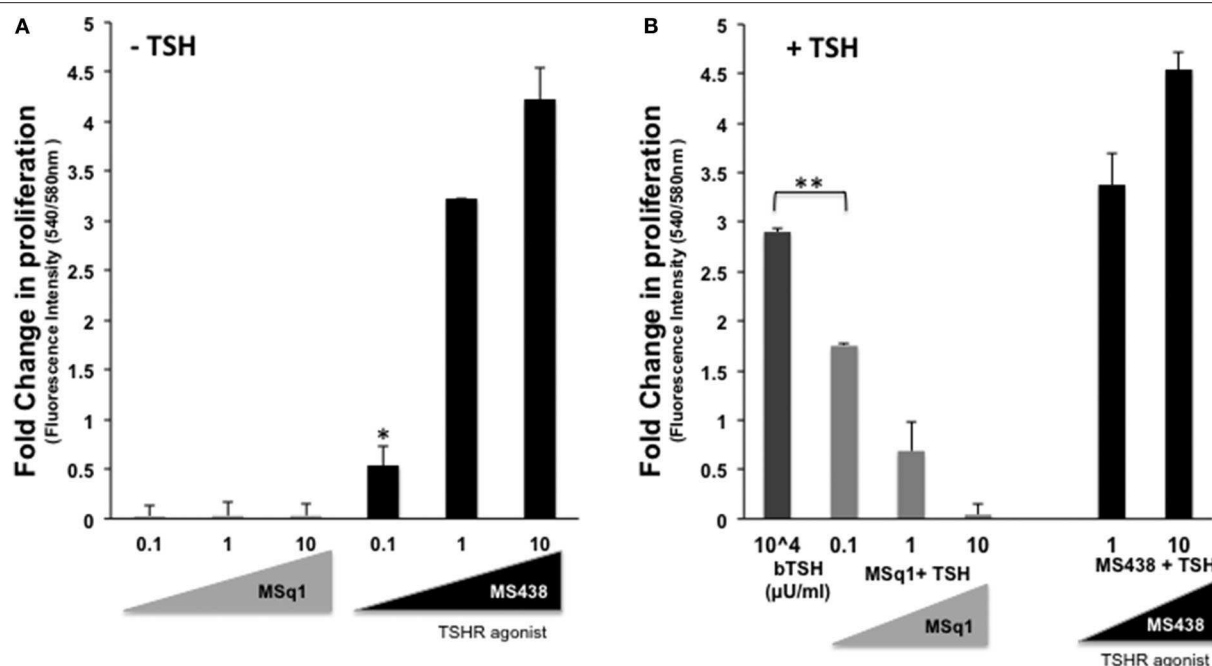 A
- TSH
Fold Change in proliferation
(Fluorescence Intensity (540/580nm)
5
4.5
4
3.5
3
2.5
2
1.5
1
0.5
0
*
0.1 1 10 0.1 1 10
MSq1
MS438
TSHR agonist
B
+ TSH
Fold Change in proliferation
(Fluorescence Intensity (540/580nm)
5
4.5
4
3.5
3
2.5
2
1.5
1
0.5
0
**
10^4 0.1 1 10 1 10
bTSH
(µU/ml)
MSq1+ TSH
MS438 + TSH
MSq1
MS438
TSHR agonist